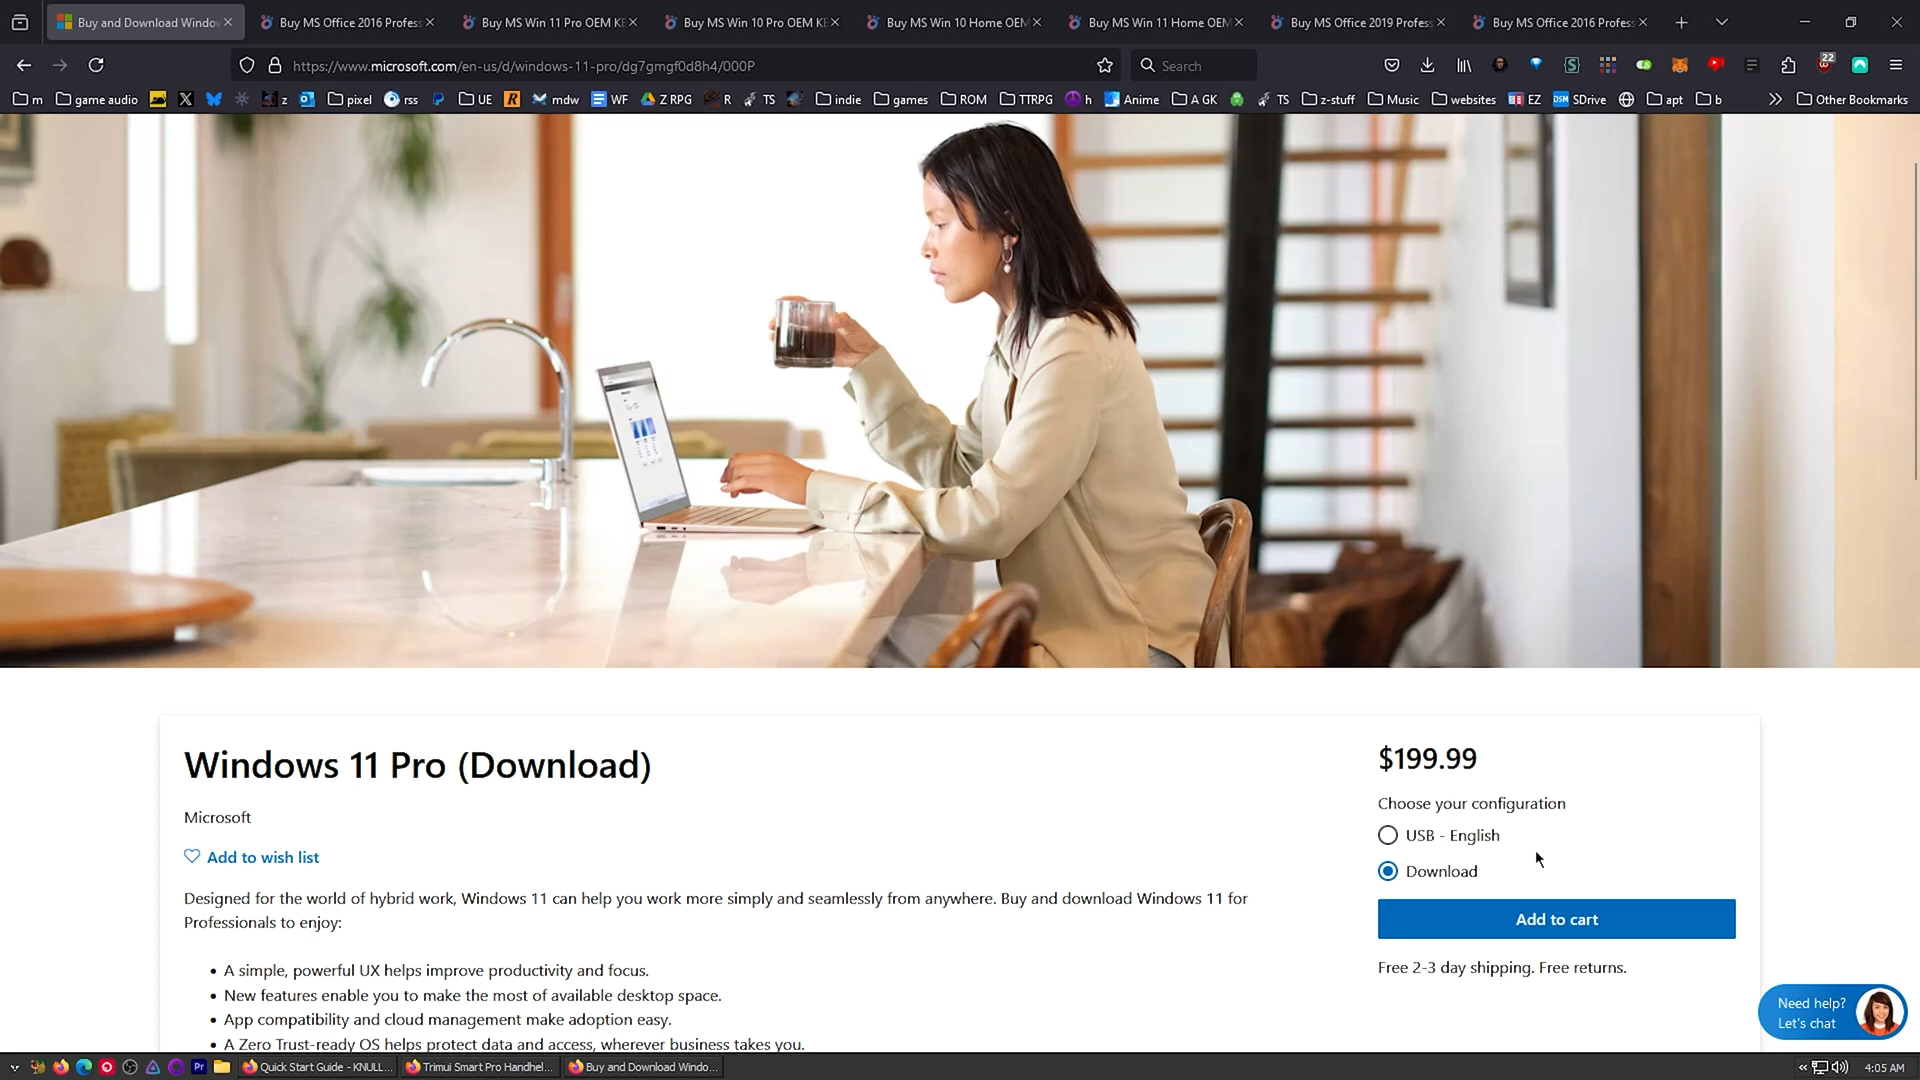 Buy and Download Window
Buy MS Office 2016 Profess
Buy MS Win 11 Pro OEM KE
Buy MS Win 10 Pro OEM KE
Buy MS Win 10 Home OEM
Buy MS Win 11 Home OEM
Buy MS Office 2019 Profess
Buy MS Office 2016 Profess
https://www.microsoft.com/en-us/d/windows-11-pro/dg7gmgf0d8h4/000P
Search
22
m
game audio
z
pixel
rss
UE
mdw
WF
Z RPG
R
TS
indie
games
ROM
TTRPG
h
Anime
A GK
TS
z-stuff
Music
websites
EZ
SDrive
apt
b
Other Bookmarks
Windows 11 Pro (Download)
Microsoft
Add to wish list
Designed for the world of hybrid work, Windows 11 can help you work more simply and seamlessly from anywhere. Buy and download Windows 11 for
Professionals to enjoy:
• A simple, powerful UX helps improve productivity and focus.
• New features enable you to make the most of available desktop space.
• App compatibility and cloud management make adoption easy.
• A Zero Trust-ready OS helps protect data and access, wherever business takes you.
$199.99
Choose your configuration
USB - English
Download
Add to cart
Free 2-3 day shipping. Free returns.
Need help?
Let's chat
Quick Start Guide - KNULL...
Trimui Smart Pro Handhel...
Buy and Download Windo...
4:05 AM